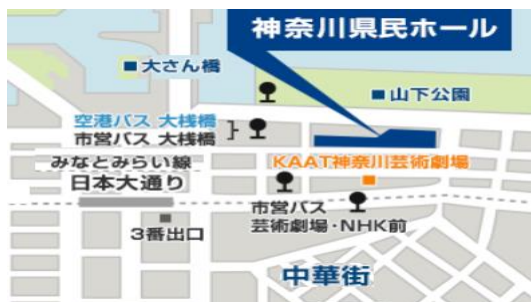 神奈川県民ホール
大さん橋
山下公園
空港バス 大桟橋
市営バス 大桟橋
みなとみらい線
日本大通り
KAAT神奈川芸術劇場
市営バス
芸術劇場・NHK前
3番出口
中華街